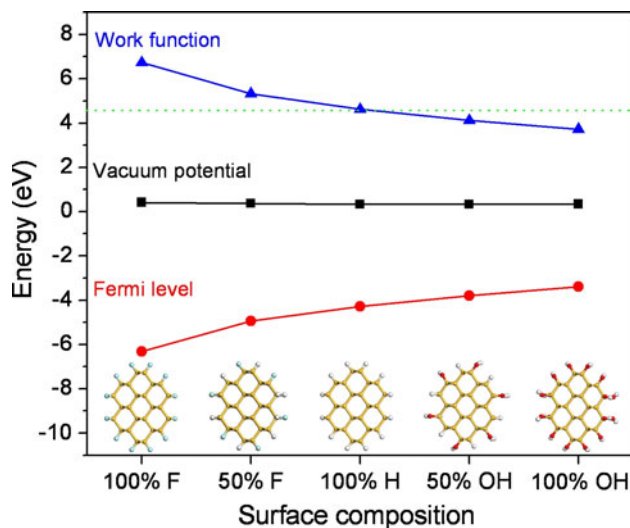 8
6
4
2
0
-2
-4
-6
-8
-10
Energy (eV)
Work function
Vacuum potential
Fermi level
100% F
50% F
100% H
50% OH
100% OH
Surface composition